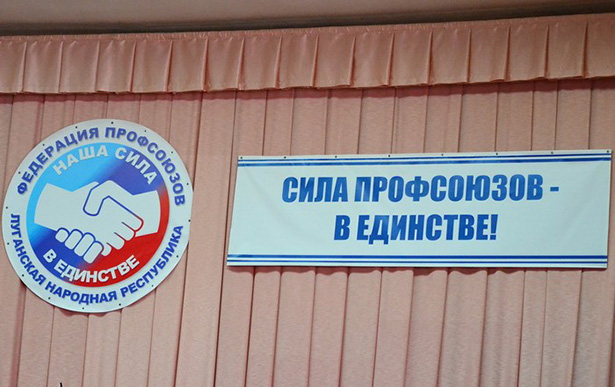 ФЕДЕРАЦИЯ ПРОФСОЮЗОВ
НАША СИЛА
В ЕДИНСТВЕ
ЛУГАНСКАЯ НАРОДНАЯ РЕСПУБЛИКА
СИЛА ПРОФСОЮЗОВ -
В ЕДИНСТВЕ!